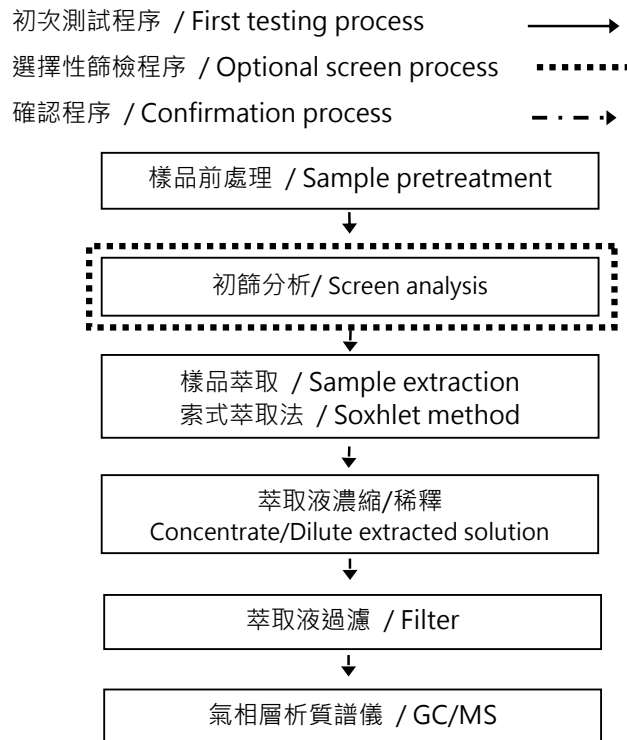 初次測試程序 / First testing process
選擇性篩檢程序 / Optional screen process
確認程序 / Confirmation process
樣品前處理 / Sample pretreatment
初篩分析/ Screen analysis
樣品萃取 / Sample extraction
索式萃取法 / Soxhlet method
萃取液濃縮/稀釋
Concentrate/Dilute extracted solution
萃取液過濾 / Filter
氣相層析質譜儀 / GC/MS